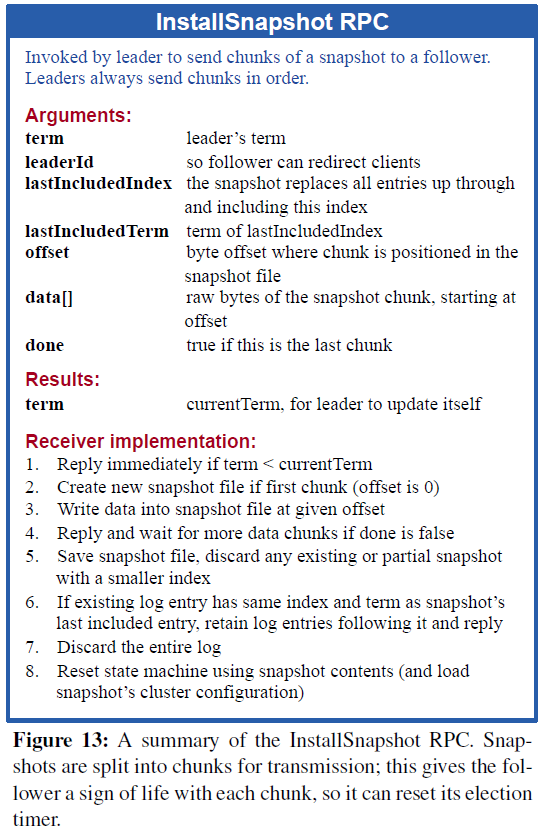 InstallSnapshot RPC
Invoked by leader to send chunks of a snapshot to a follower.
Leaders always send chunks in order.
Arguments:
term leader's term
leaderId so follower can redirect clients
lastIncludedIndex the snapshot replaces all entries up through
and including this index
lastIncludedTerm term of lastIncludedIndex
offset byte offset where chunk is positioned in the
snapshot file
data[] raw bytes of the snapshot chunk, starting at
offset
done true if this is the last chunk
Results:
term currentTerm, for leader to update itself
Receiver implementation:
1. Reply immediately if term < currentTerm
2. Create new snapshot file if first chunk (offset is 0)
3. Write data into snapshot file at given offset
4. Reply and wait for more data chunks if done is false
5. Save snapshot file, discard any existing or partial snapshot
with a smaller index
6. If existing log entry has same index and term as snapshot's
last included entry, retain log entries following it and reply
7. Discard the entire log
8. Reset state machine using snapshot contents (and load
snapshot's cluster configuration)
Figure 13: A summary of the InstallSnapshot RPC. Snap-
shots are split into chunks for transmission; this gives the fol-
lower a sign of life with each chunk, so it can reset its election
timer.